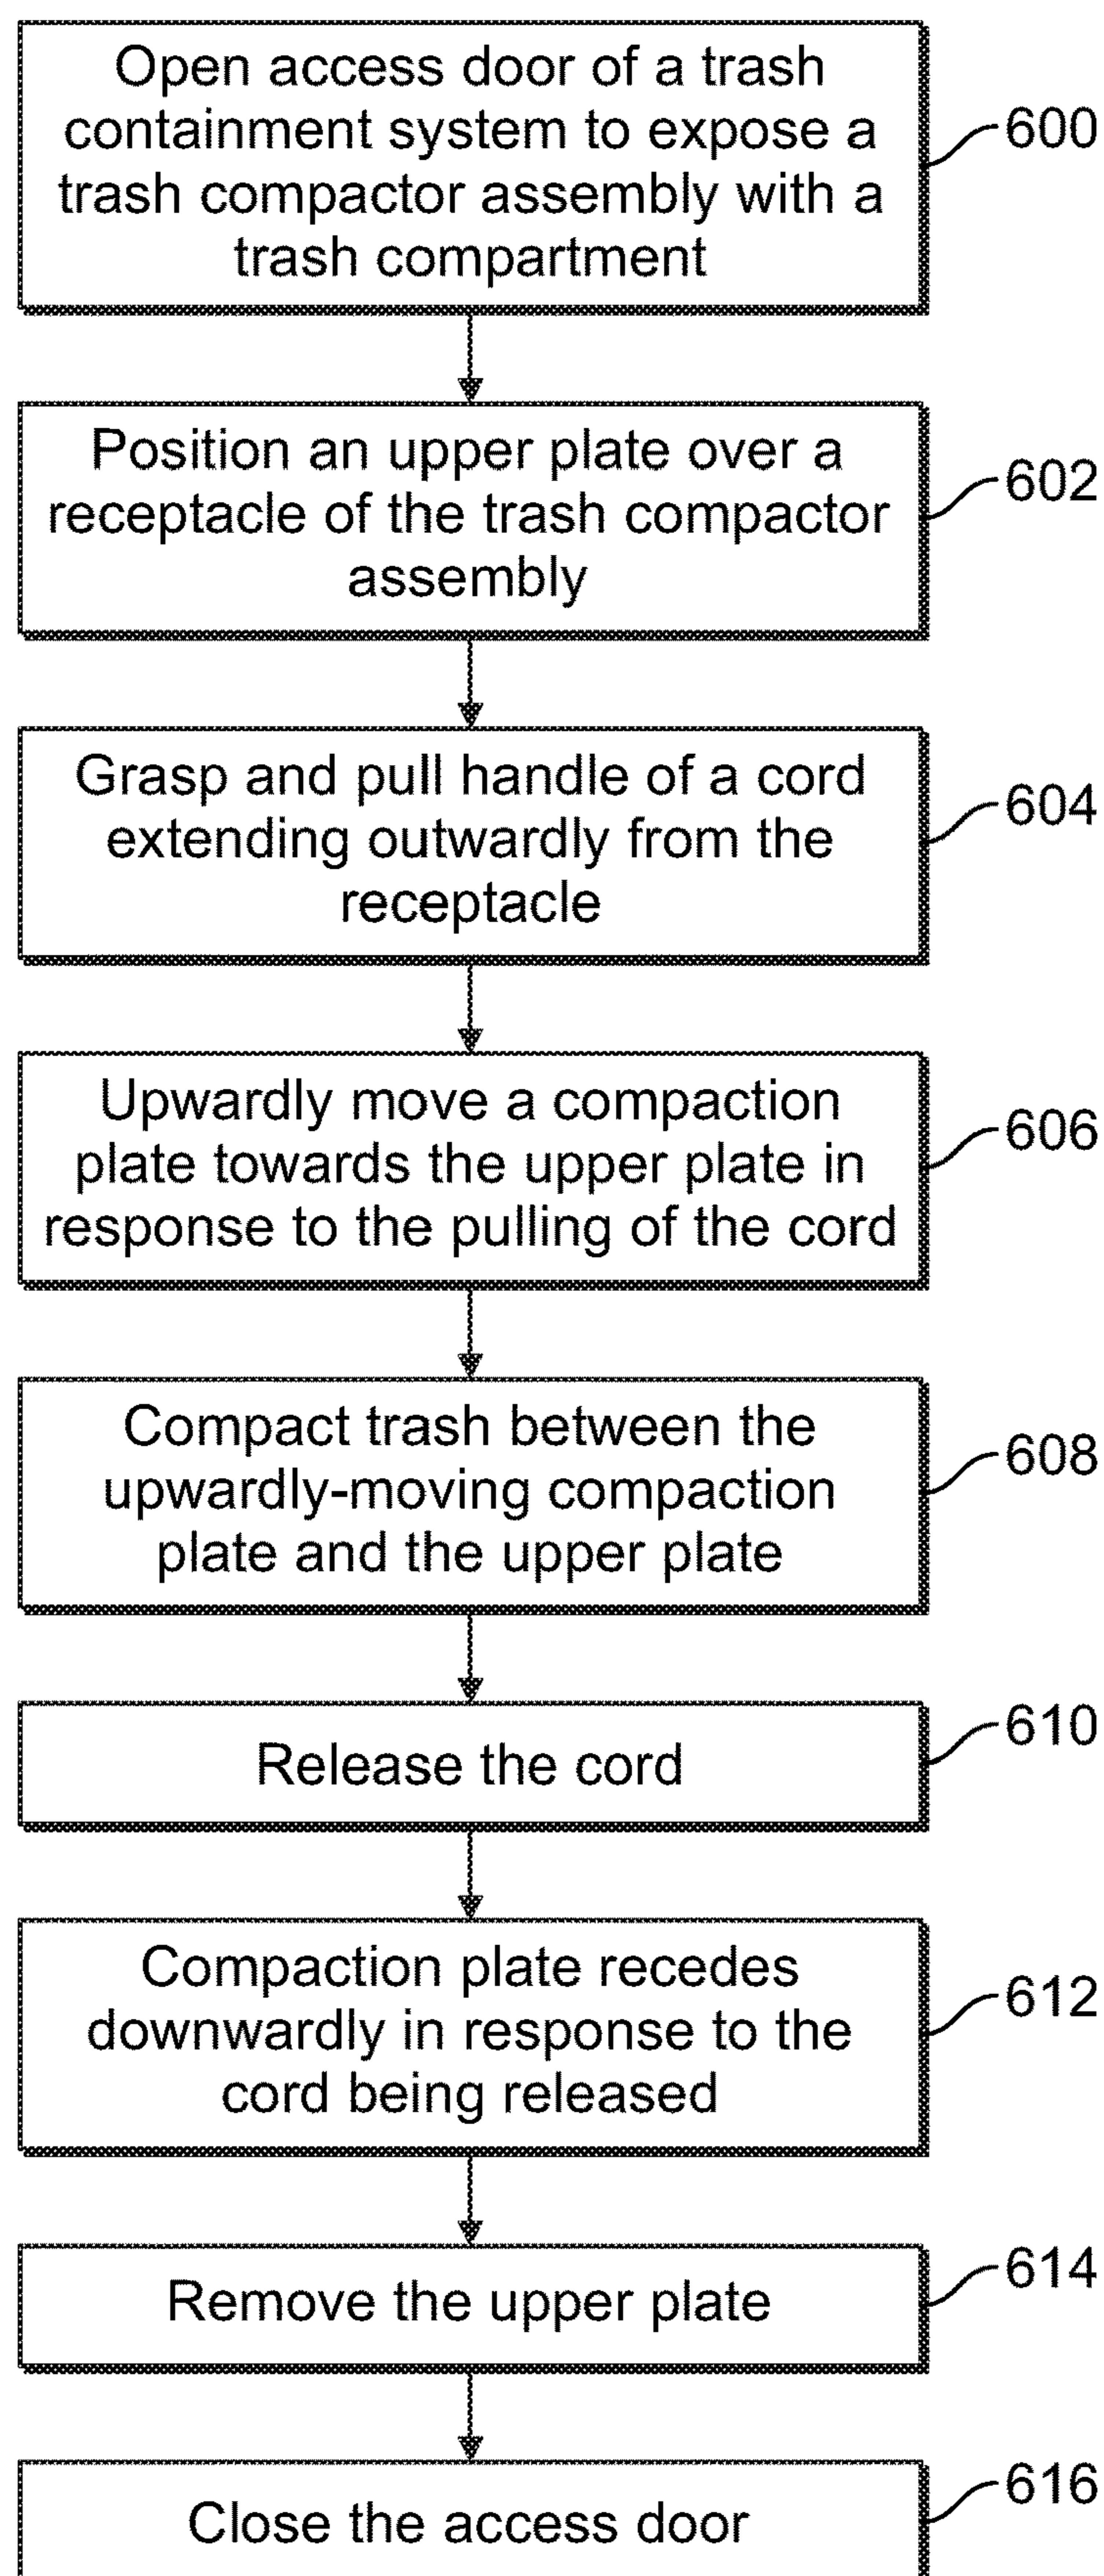 Open access door of a trash
containment system to expose a
trash compactor assembly with a
trash compartment
600
Position an upper plate over a
receptacle of the trash compactor
assembly
602
Grasp and pull handle of a cord
extending outwardly from the
receptacle
604
Upwardly move a compaction
plate towards the upper plate in
response to the pulling of the cord
606
Compact trash between the
upwardly-moving compaction
plate and the upper plate
608
Release the cord
610
Compaction plate recedes
downwardly in response to the
cord being released
612
Remove the upper plate
614
Close the access door
616